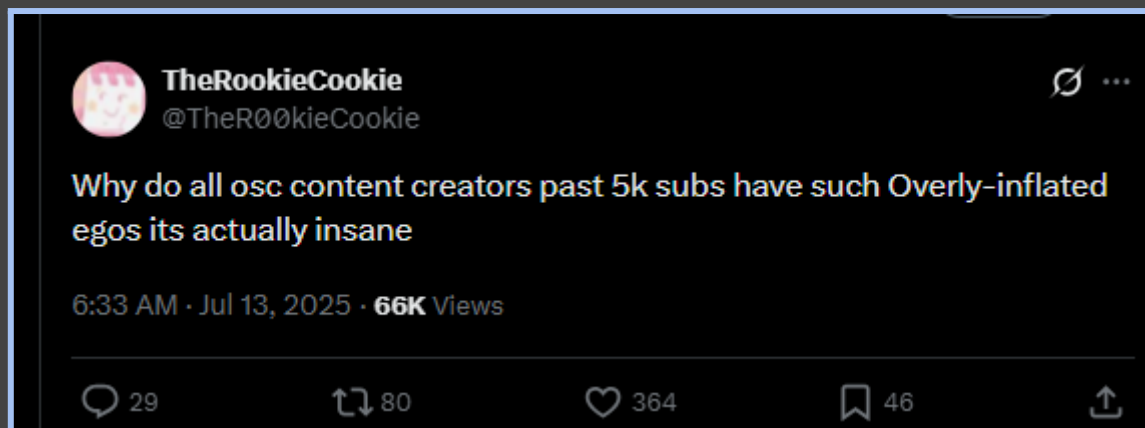 TheRookieCookie
@TheR00kieCookie
Why do all osc content creators past 5k subs have such Overly-inflated
egos its actually insane
6:33 AM · Jul 13, 2025 · 66K Views
29 80 364 46